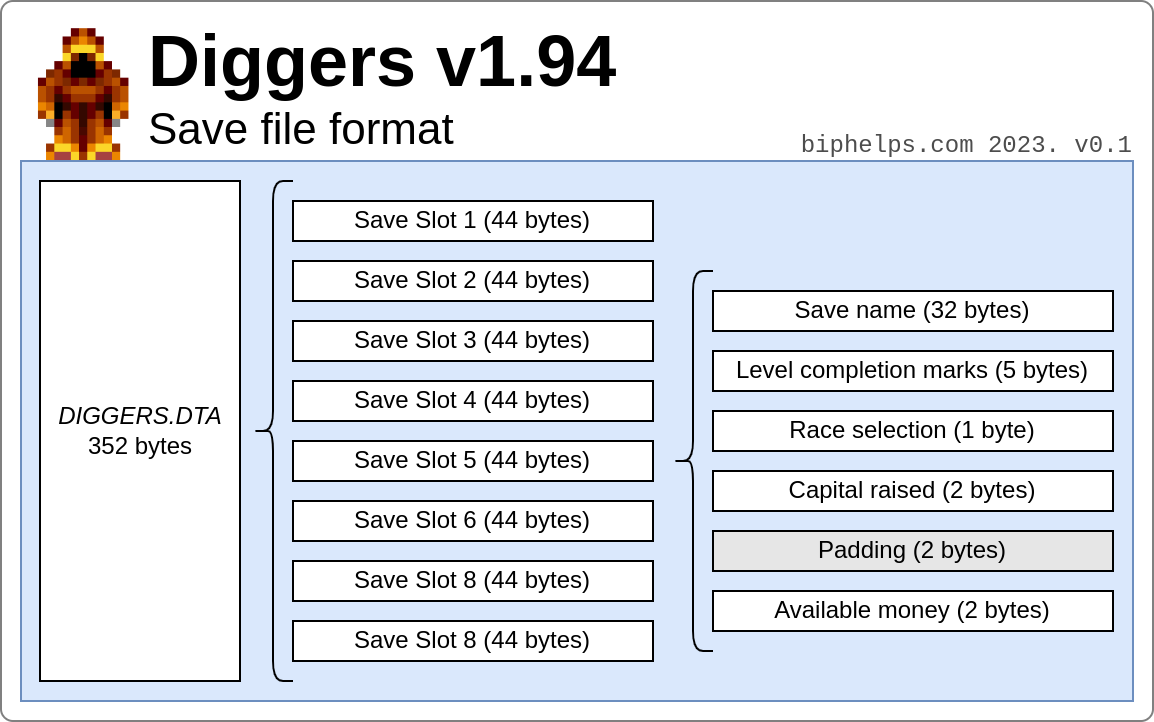 Diggers v1.94
Save file format
biphelps.com 2023. v0.1
DIGGERS.DTA
352 bytes
Save Slot 1 (44 bytes)
Save Slot 2 (44 bytes)
Save Slot 3 (44 bytes)
Save Slot 4 (44 bytes)
Save Slot 5 (44 bytes)
Save Slot 6 (44 bytes)
Save Slot 8 (44 bytes)
Save Slot 8 (44 bytes)
Save name (32 bytes)
Level completion marks (5 bytes)
Race selection (1 byte)
Capital raised (2 bytes)
Padding (2 bytes)
Available money (2 bytes)